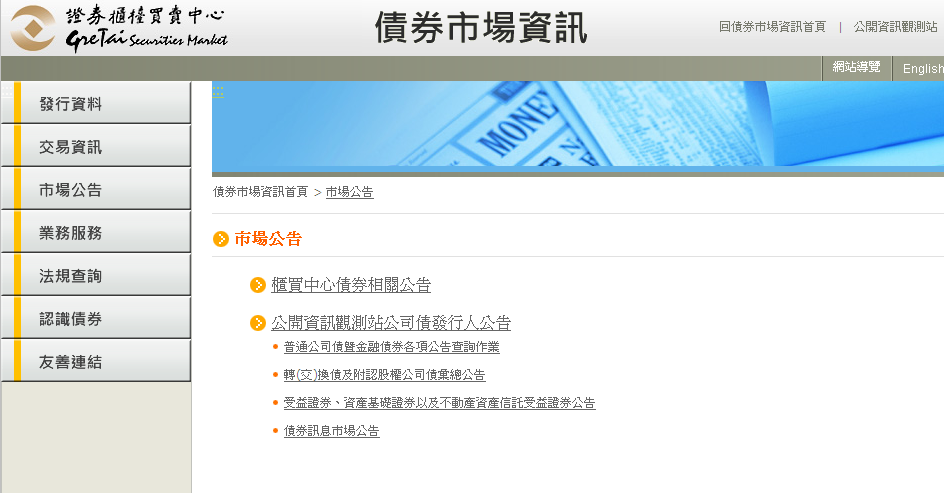 證券櫃檯買賣中心
GreTai Securities Market
債券市場資訊
回債券市場資訊首頁 | 公開資訊觀測站
網站導覽 English
發行資料
交易資訊
市場公告
業務服務
法規查詢
認識債券
友善連結
:::
MONEY
債券市場資訊首頁 > 市場公告
市場公告
櫃買中心債券相關公告
公開資訊觀測站公司債發行人公告
普通公司債暨金融債券各項公告查詢作業
轉(交)換債及附認股權公司債彙總公告
受益證券、資產基礎證券以及不動產資產信託受益證券公告
債券訊息市場公告